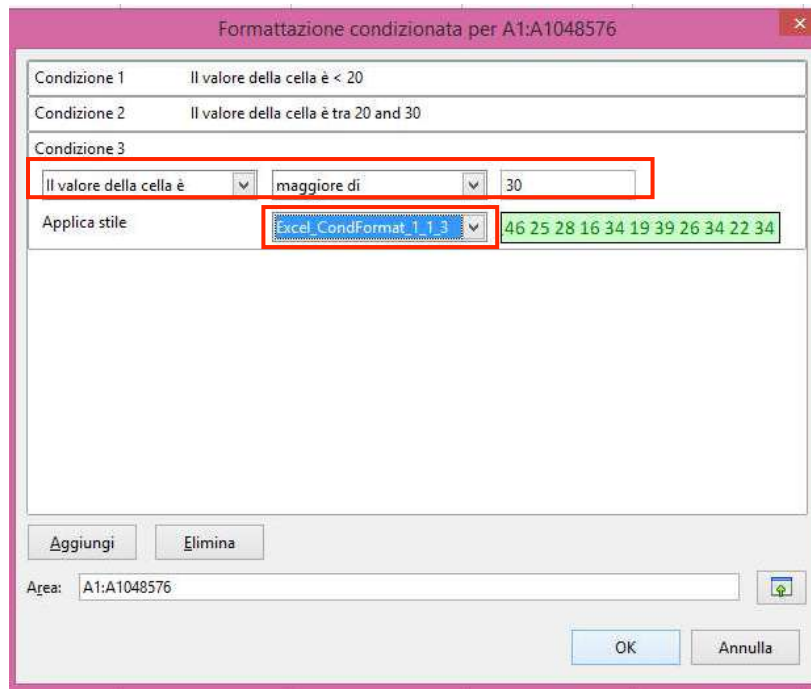 Formattazione condizionata per A1:A1048576
Condizione 1 Il valore della cella è < 20
Condizione 2 Il valore della cella è tra 20 and 30
Condizione 3
Il valore della cella è maggiore di 30
Applica stile Excel_CondFormat_1_1_3 46 25 28 16 34 19 39 26 34 22 34
Aggiungi Elimina
Area: A1:A1048576
OK Annulla